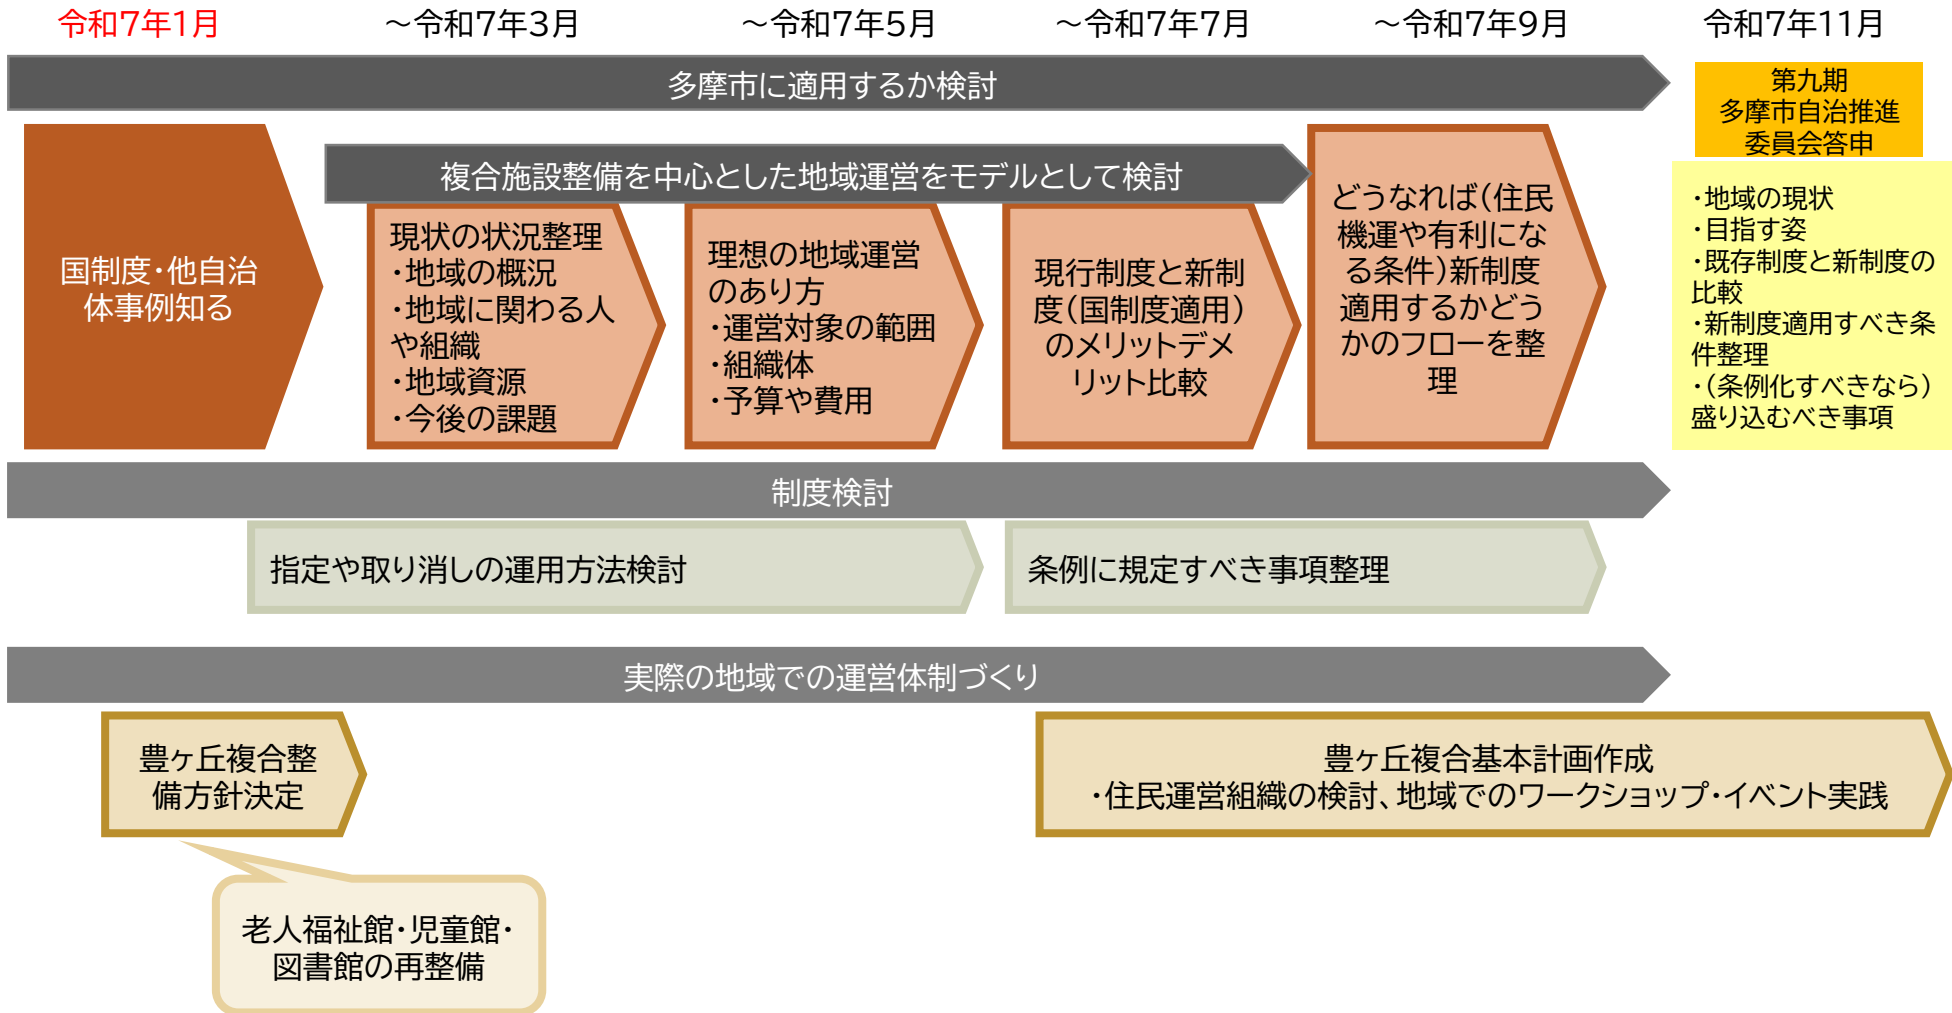 令和7年1月
～令和7年3月
～令和7年5月
～令和7年7月
～令和7年9月
令和7年11月
多摩市に適用するか検討
第九期
多摩市自治推進
委員会答申
複合施設整備を中心とした地域運営をモデルとして検討
国制度・他自治
体事例知る
現状の状況整理
・地域の概況
・地域に関わる人
や組織
・地域資源
・今後の課題
理想の地域運営
のあり方
・運営対象の範囲
・組織体
・予算や費用
現行制度と新制
度（国制度適用）
のメリットデメ
リット比較
どうなれば（住民
機運や有利にな
る条件）新制度
適用するかどう
かのフローを整
理
・地域の現状
・目指す姿
・既存制度と新制度の
比較
・新制度適用すべき条
件整理
・（条例化すべきなら）
盛り込むべき事項
制度検討
指定や取り消しの運用方法検討
条例に規定すべき事項整理
実際の地域での運営体制づくり
豊ヶ丘複合整
備方針決定
豊ヶ丘複合基本計画作成
・住民運営組織の検討、地域でのワークショップ・イベント実践
老人福祉館・児童館・
図書館の再整備